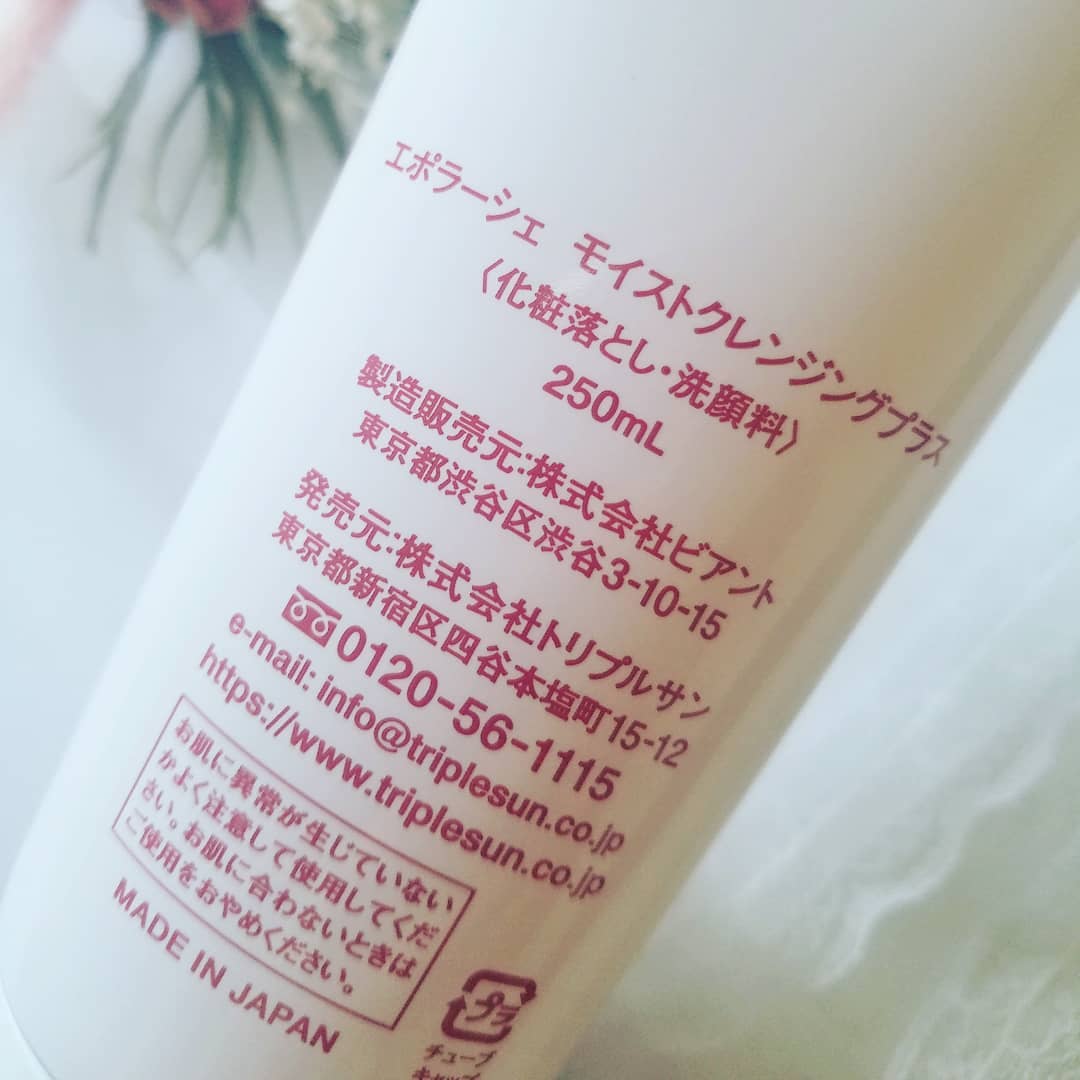 エポラーシェ モイストクレンジングプラス
〈化粧落とし・洗顔料〉
250mL
製造販売元:株式会社ビアント
東京都渋谷区渋谷3-10-15
発売元:株式会社トリプルサン
東京都新宿区四谷本塩町15-12
0120-56-1115
e-mail: info@triplesun.co.jp
https://www.triplesun.co.jp
お肌に異常が生じていない
かよく注意して使用してくだ
さい。お肌に合わないときは
ご使用をおやめください。
MADE IN JAPAN
プラ
チューブ
キャップ